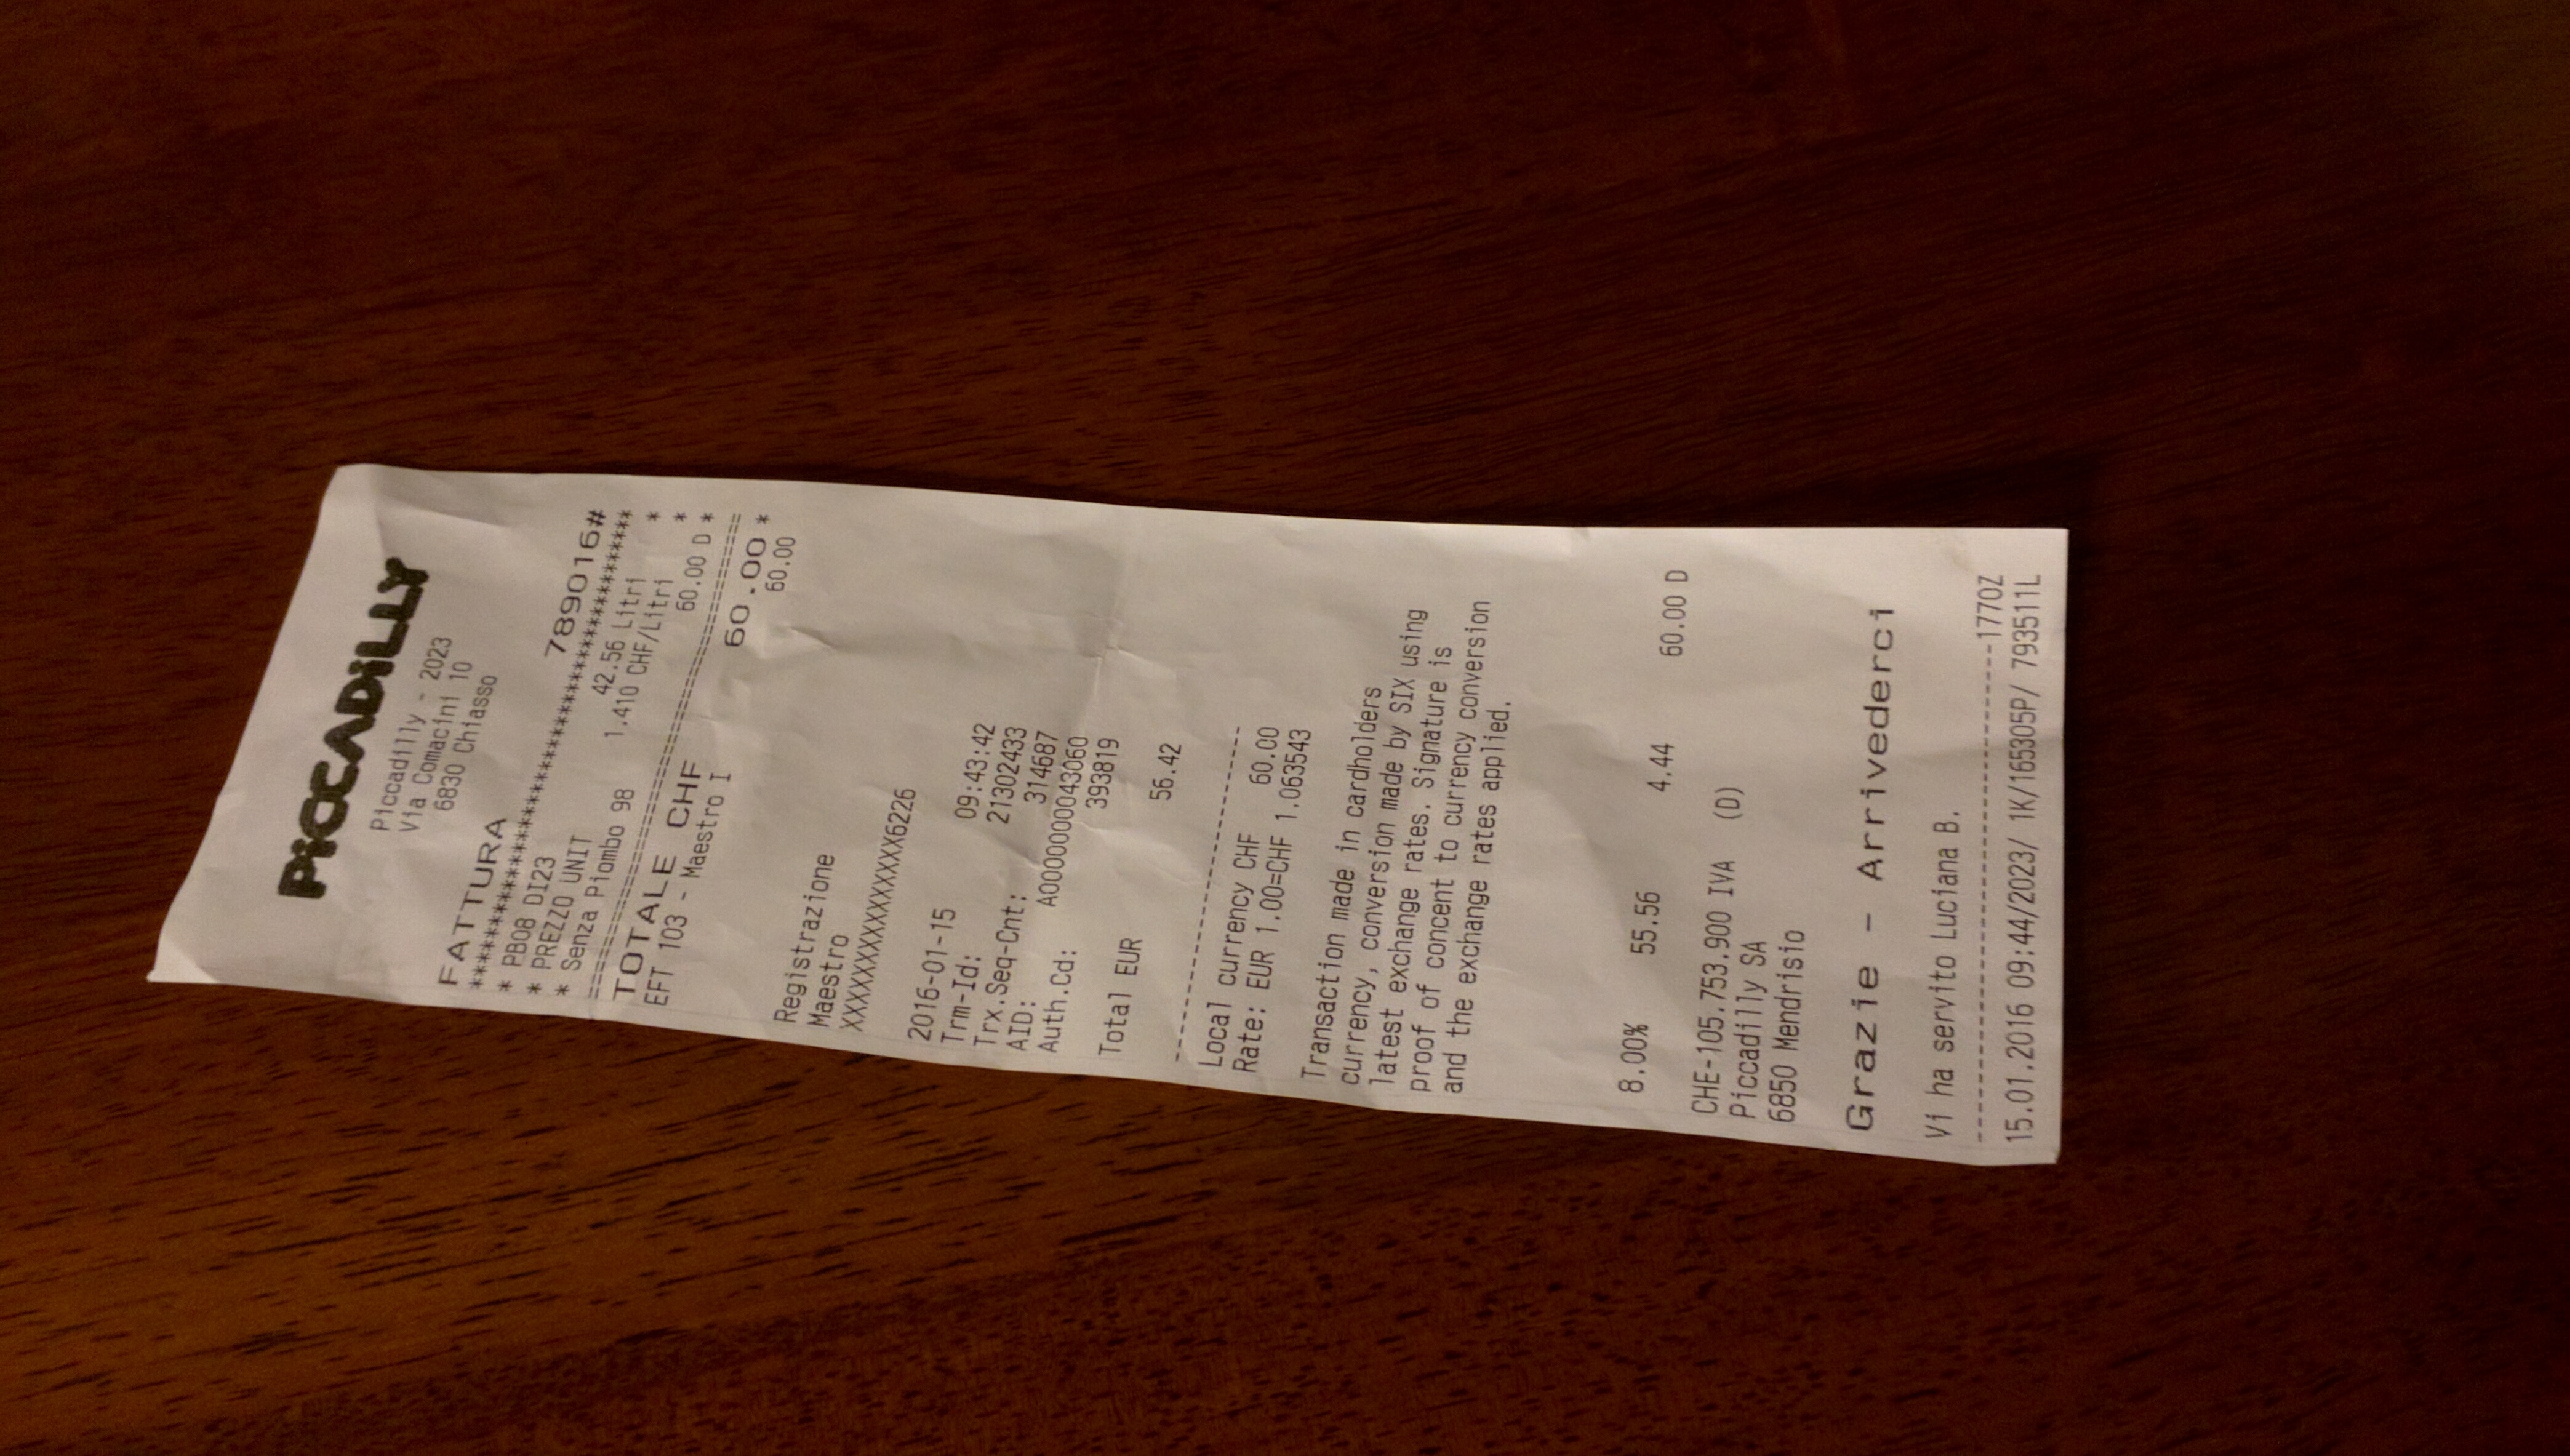 PiCCADiLLY
Piccadilly - 2023
Via Comacini 10
6830 Chiasso
FATTURA 789016#
****************************************
* PB08 DI23 42.56 Litri *
* PREZZO UNIT 1.410 CHF/Litri *
* Senza Piombo 98 60.00 D *
========================================
TOTALE CHF 60.00 *
EFT 103 - Maestro I 60.00
Registrazione
Maestro
XXXXXXXXXXXXXXX6226
2016-01-15 09:43:42
Trm-Id: 21302433
Trx.Seq-Cnt: 314687
AID: A0000000043060
Auth.Cd: 393819
Total EUR 56.42
------------------------------
Local currency CHF 60.00
Rate: EUR 1.00=CHF 1.063543
Transaction made in cardholders
currency, conversion made by SIX using
latest exchange rates. Signature is
proof of concent to currency conversion
and the exchange rates applied.
8.00% 55.56 4.44 60.00 D
CHE-105.753.900 IVA (D)
Piccadilly SA
6850 Mendrisio
Grazie - Arrivederci
Vi ha servito Luciana B.
-----------------------------------1770Z
15.01.2016 09:44/2023/ 1K/165305P/ 793511L